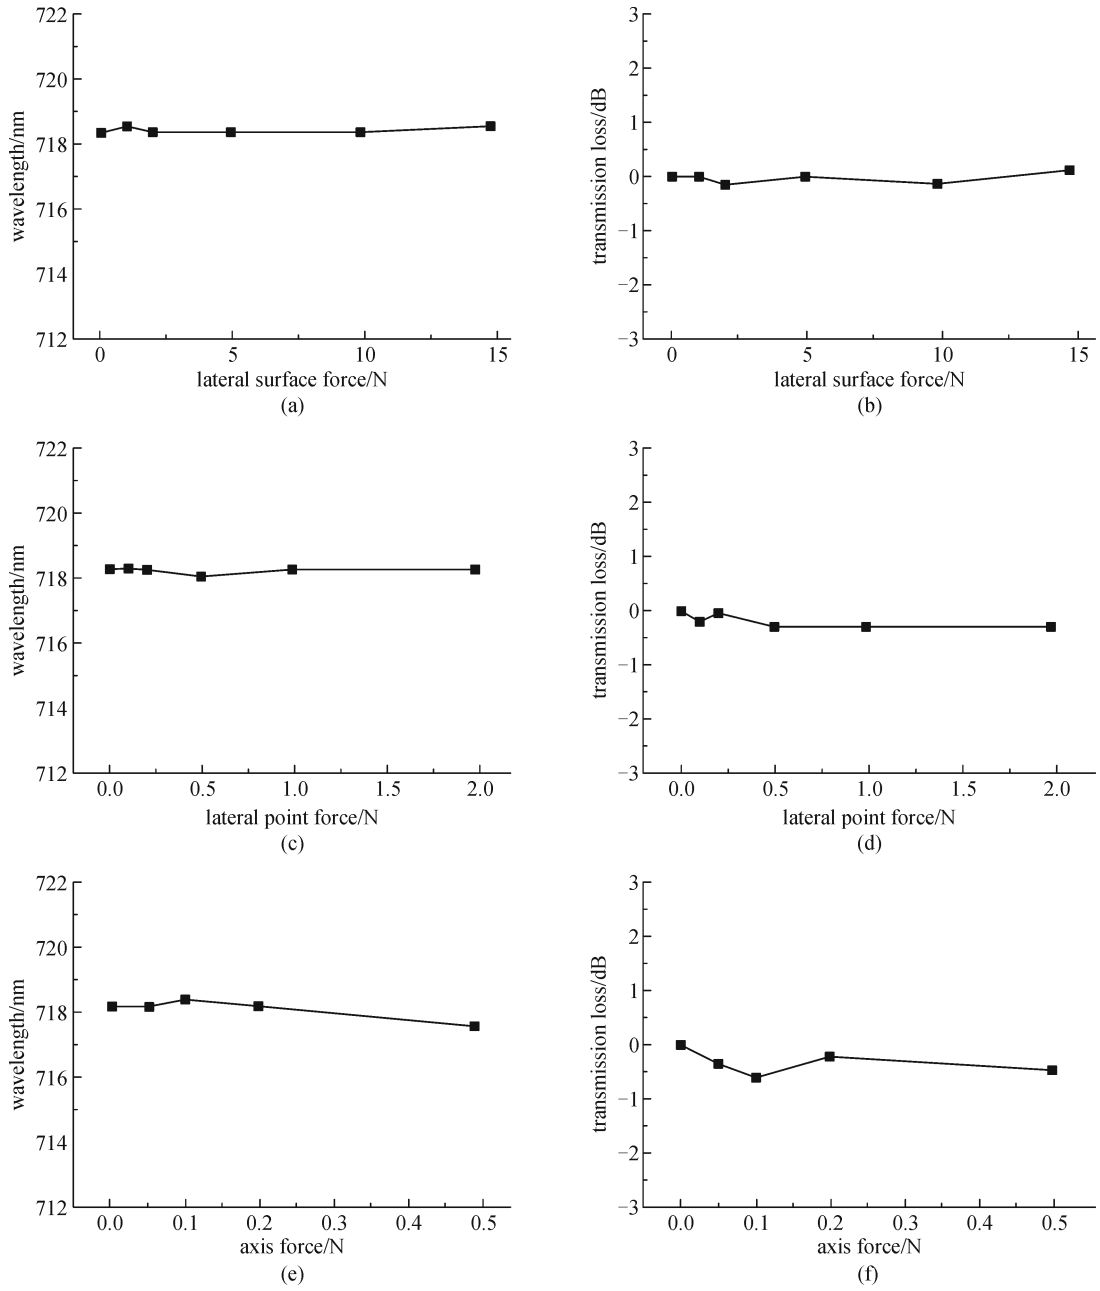 722
720
718
716
714
712
wavelength/nm
0 5 10 15
lateral surface force/N
(a)
3
2
1
0
−1
−2
−3
transmission loss/dB
0 5 10 15
lateral surface force/N
(b)
722
720
718
716
714
712
wavelength/nm
0.0 0.5 1.0 1.5 2.0
lateral point force/N
(c)
3
2
1
0
−1
−2
−3
transmission loss/dB
0.0 0.5 1.0 1.5 2.0
lateral point force/N
(d)
722
720
718
716
714
712
wavelength/nm
0.0 0.1 0.2 0.3 0.4 0.5
axis force/N
(e)
3
2
1
0
−1
−2
−3
transmission loss/dB
0.0 0.1 0.2 0.3 0.4 0.5
axis force/N
(f)